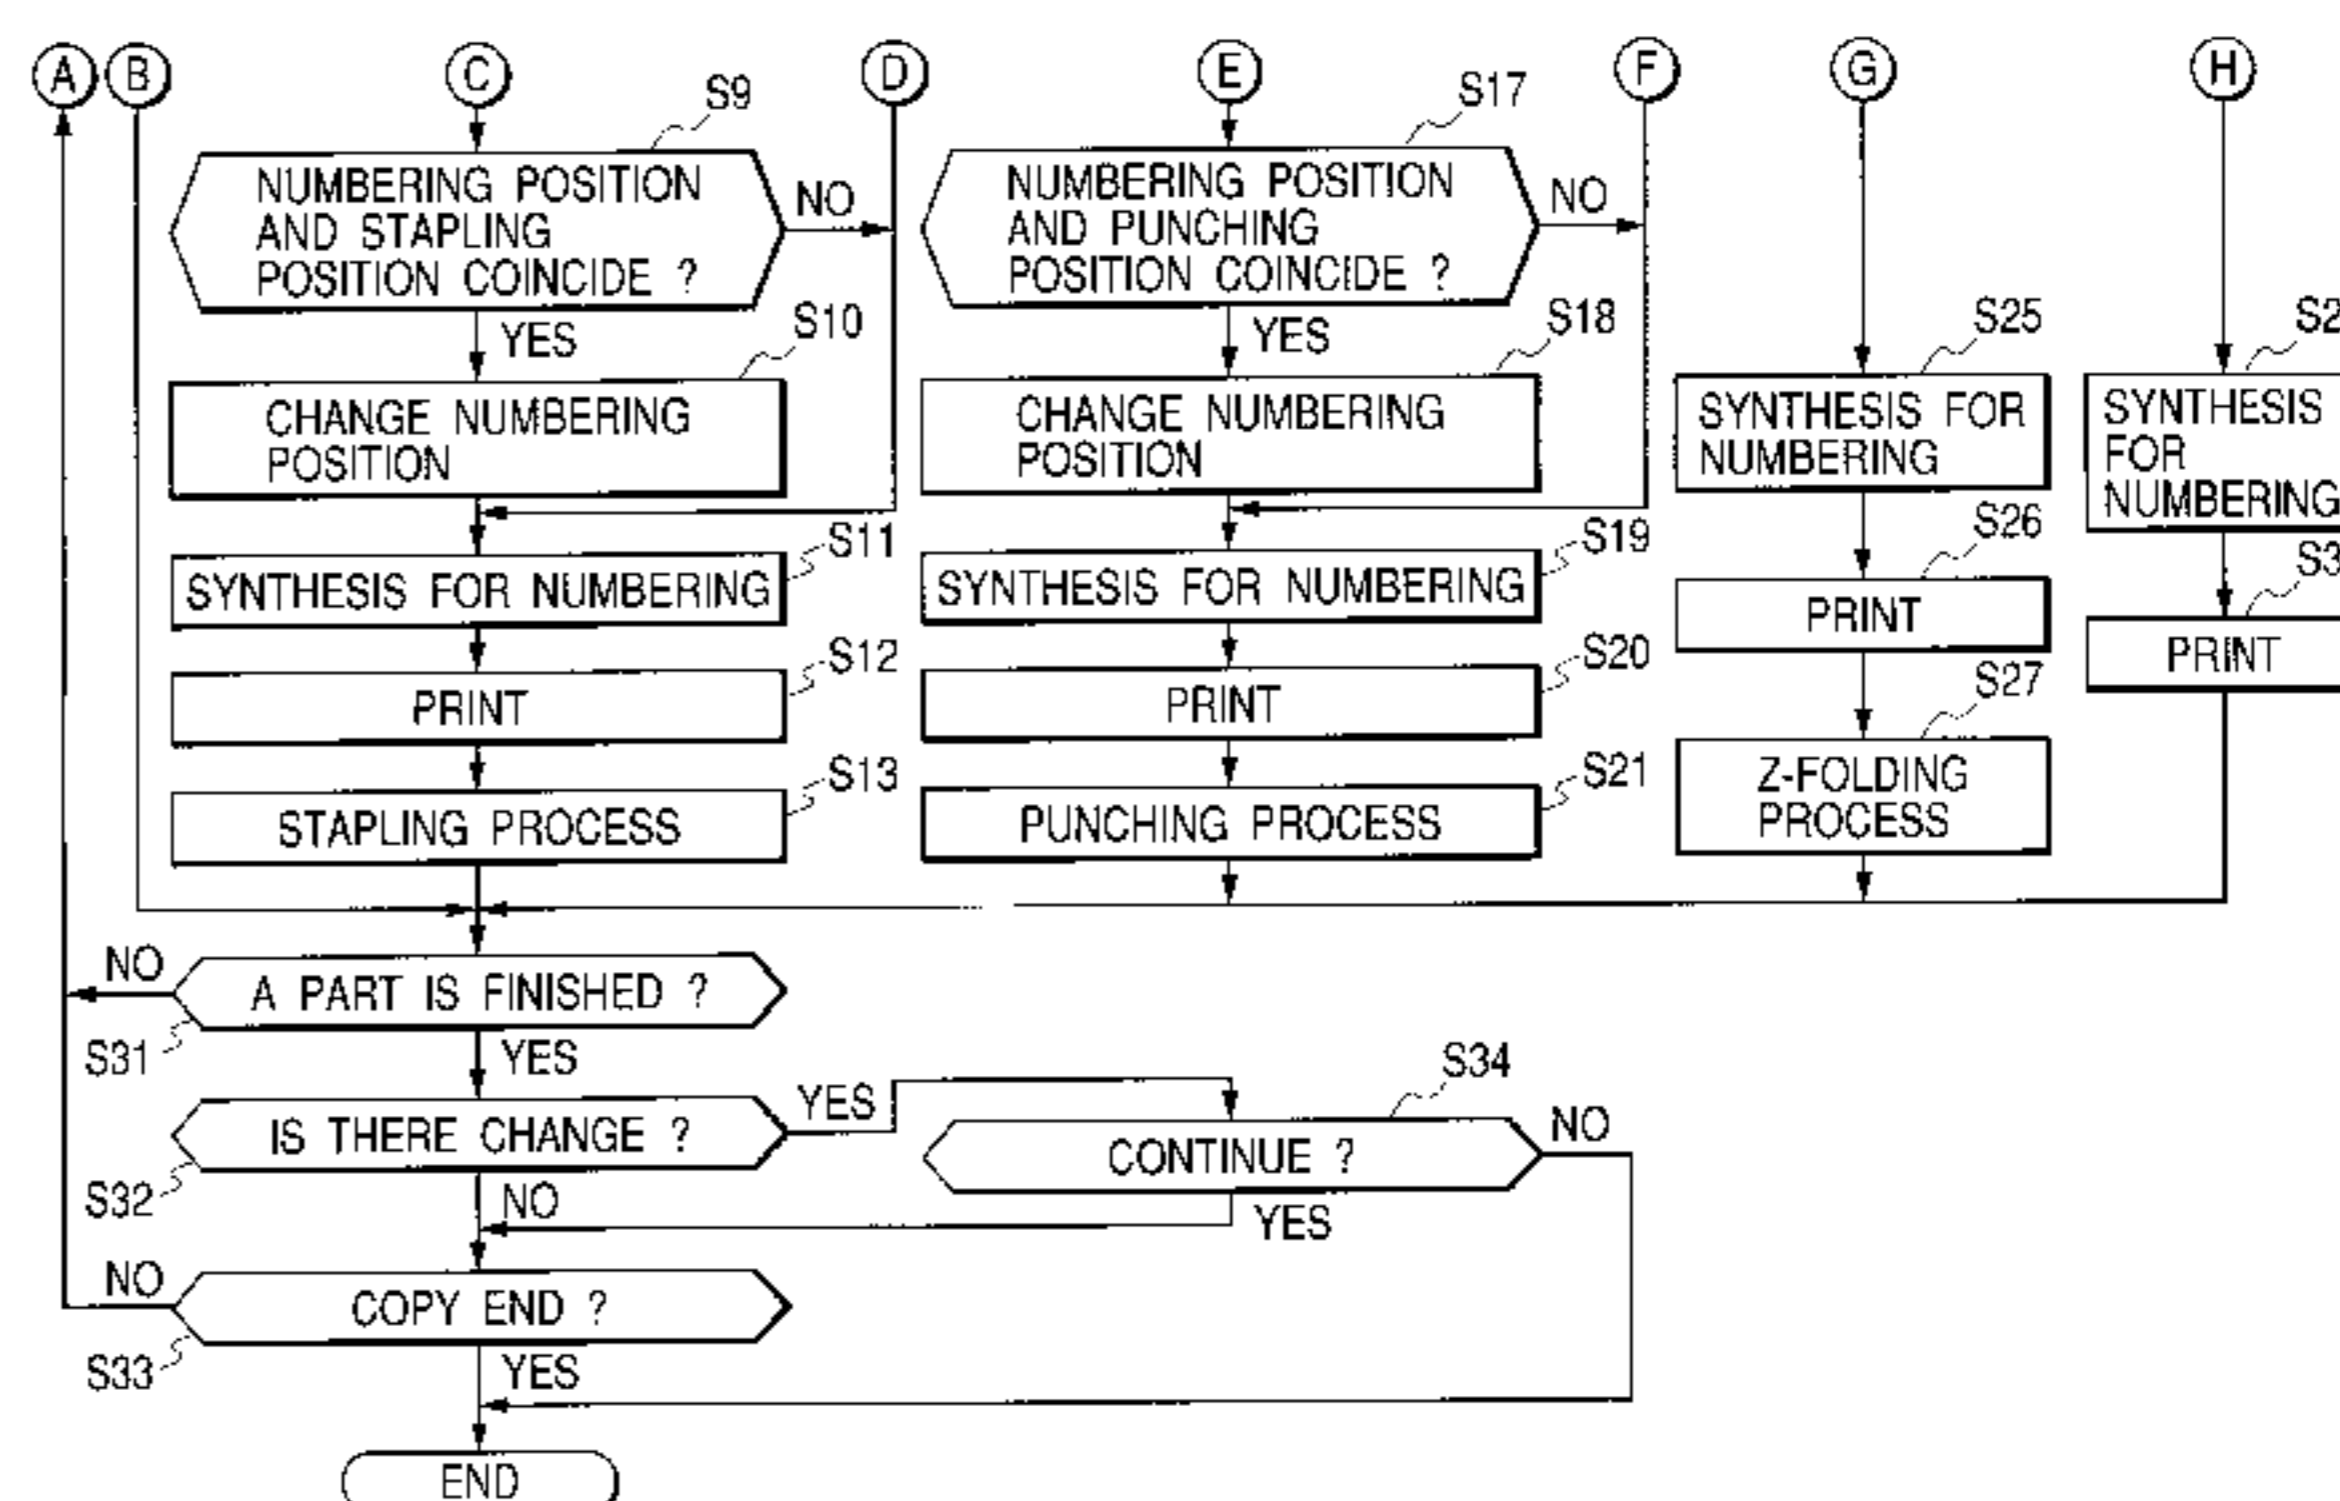 A
B
C
D
E
F
G
H
S9
NUMBERING POSITION
AND STAPLING
POSITION COINCIDE ?
NO
YES
S10
CHANGE NUMBERING
POSITION
S11
SYNTHESIS FOR NUMBERING
S12
PRINT
S13
STAPLING PROCESS
S17
NUMBERING POSITION
AND PUNCHING
POSITION COINCIDE ?
NO
YES
S18
CHANGE NUMBERING
POSITION
S19
SYNTHESIS FOR NUMBERING
S20
PRINT
S21
PUNCHING PROCESS
S25
SYNTHESIS FOR
NUMBERING
S26
PRINT
S27
Z-FOLDING
PROCESS
SYNTHESIS
FOR
NUMBERING
PRINT
NO
A PART IS FINISHED ?
S31
YES
IS THERE CHANGE ?
YES
S32
NO
S34
CONTINUE ?
NO
YES
NO
COPY END ?
S33
YES
END